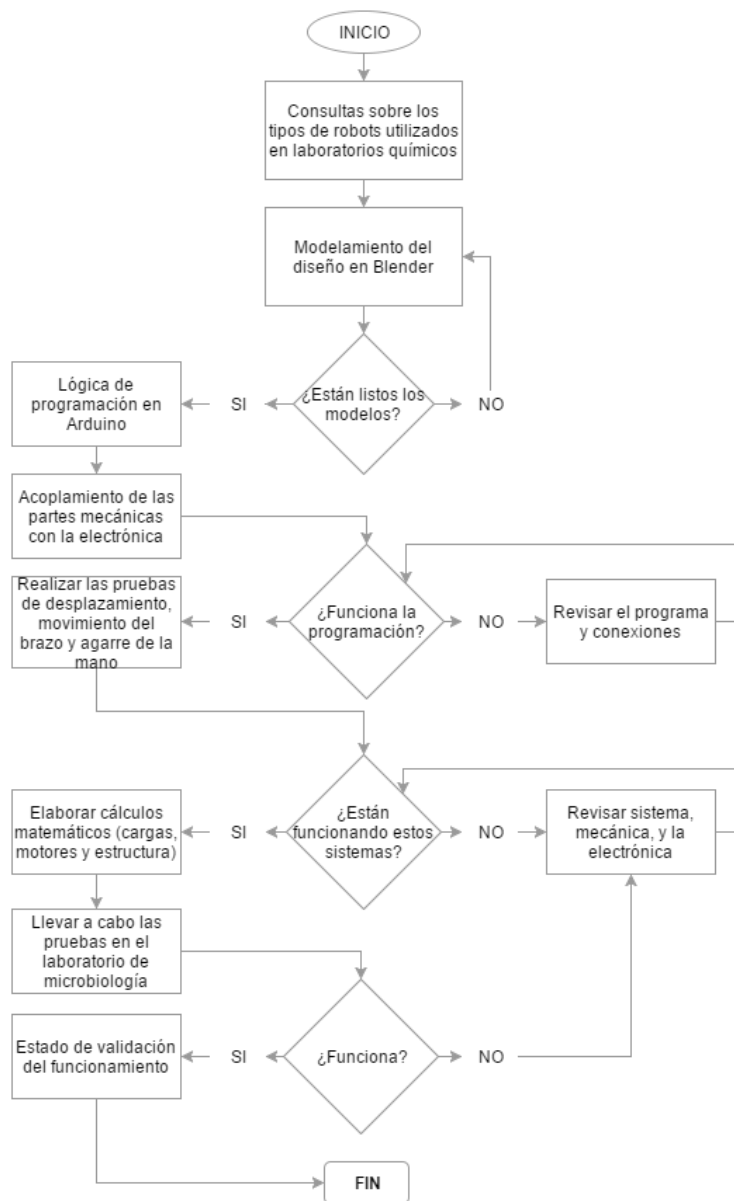 INICIO
Consultas sobre los
tipos de robots utilizados
en laboratorios químicos
Modelamiento del
diseño en Blender
¿Están listos los
modelos?
SI
NO
Lógica de
programación en
Arduino
Acoplamiento de las
partes mecánicas
con la electrónica
¿Funciona la
programación?
SI
NO
Realizar las pruebas
de desplazamiento,
movimiento del
brazo y agarre de la
mano
Revisar el programa
y conexiones
¿Están
funcionando estos
sistemas?
SI
NO
Elaborar cálculos
matemáticos (cargas,
motores y estructura)
Revisar sistema,
mecánica, y la
electrónica
Llevar a cabo las
pruebas en el
laboratorio de
microbiología
¿Funciona?
SI
NO
Estado de validación
del funcionamiento
FIN